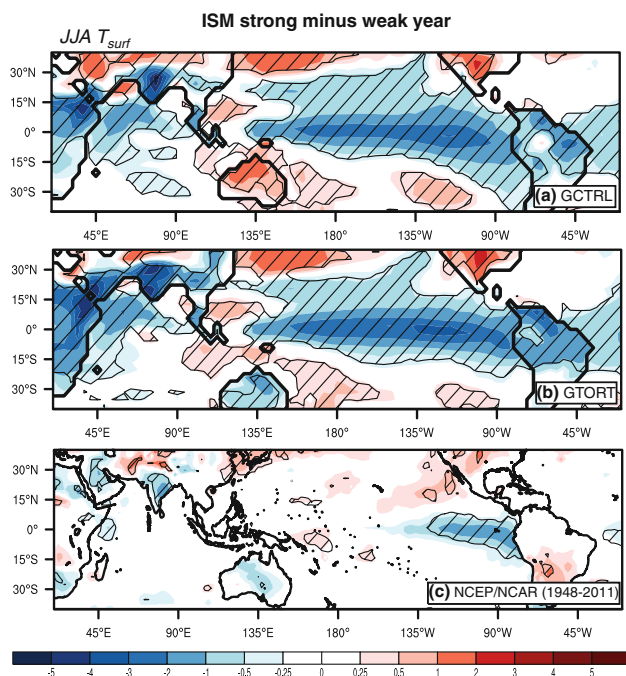 ISM strong minus weak year
JJA Tsurf
30°N
15°N
0°
15°S
30°S
(a) GCTRL
45°E 90°E 135°E 180° 135°W 90°W 45°W
30°N
15°N
0°
15°S
30°S
(b) GTORT
45°E 90°E 135°E 180° 135°W 90°W 45°W
30°N
15°N
0°
15°S
30°S
(c) NCEP/NCAR (1948-2011)
45°E 90°E 135°E 180° 135°W 90°W 45°W
-5 -4 -3 -2 -1 -0.5 -0.25 0 0.25 0.5 1 2 3 4 5